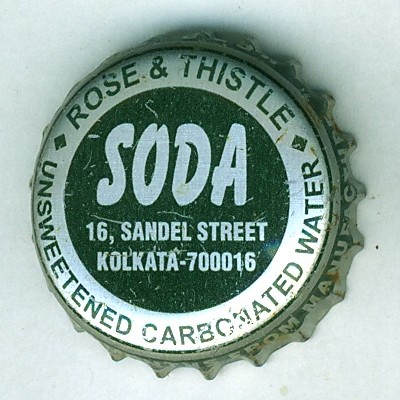 ROSE & THISTLE
SODA
16, SANDEL STREET
KOLKATA-700016
UNSWEETENED CARBONATED WATER